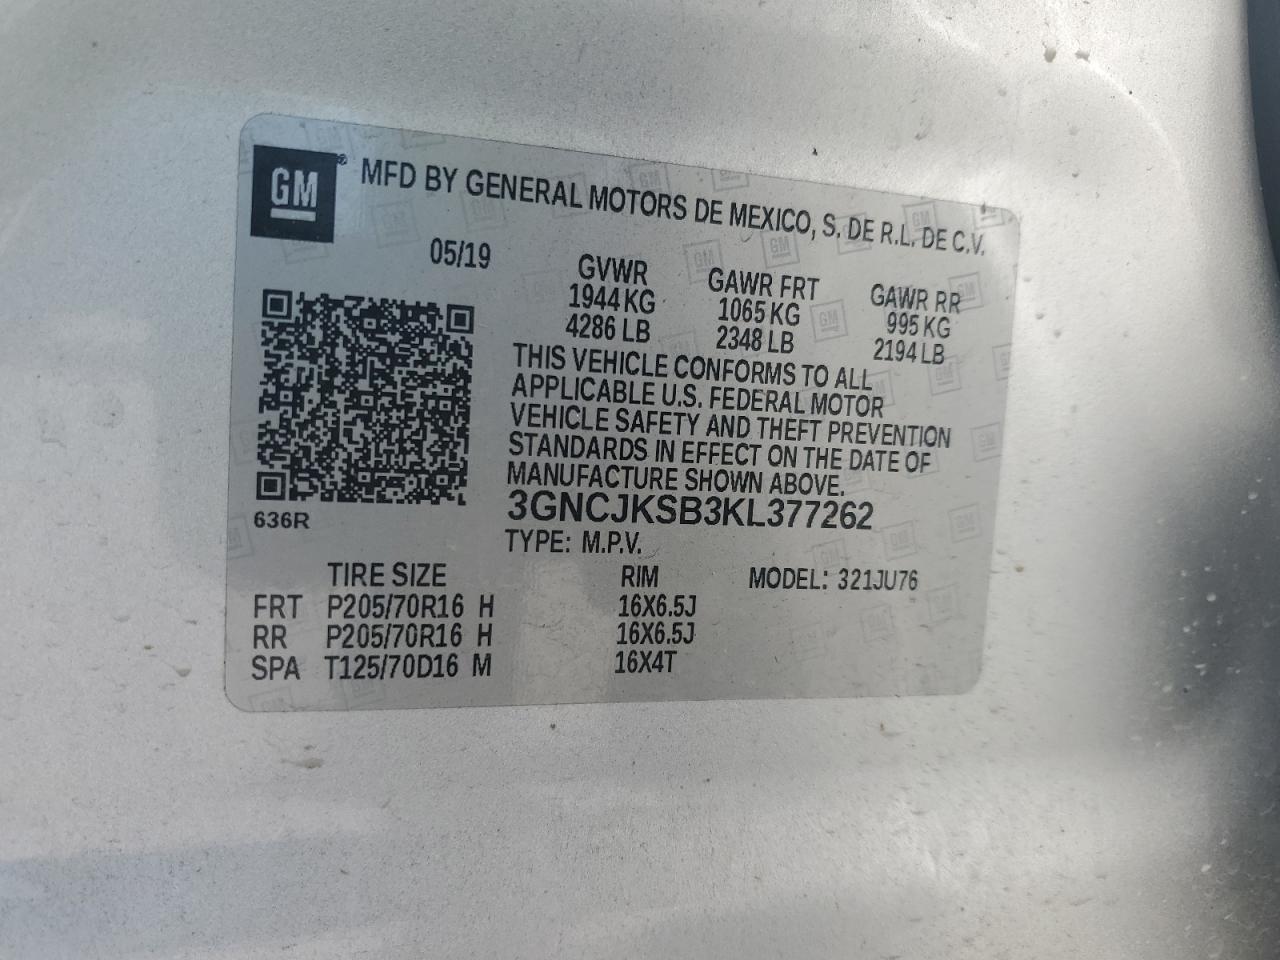 GM® MFD BY GENERAL MOTORS DE MEXICO, S. DE R.L. DE C.V.
05/19
GVWR GAWR FRT GAWR RR
1944 KG 1065 KG 995 KG
4286 LB 2348 LB 2194 LB
THIS VEHICLE CONFORMS TO ALL
APPLICABLE U.S. FEDERAL MOTOR
VEHICLE SAFETY AND THEFT PREVENTION
STANDARDS IN EFFECT ON THE DATE OF
MANUFACTURE SHOWN ABOVE.
3GNCJKSB3KL377262
636R
TYPE: M.P.V.
TIRE SIZE RIM MODEL: 321JU76
FRT P205/70R16 H 16X6.5J
RR P205/70R16 H 16X6.5J
SPA T125/70D16 M 16X4T